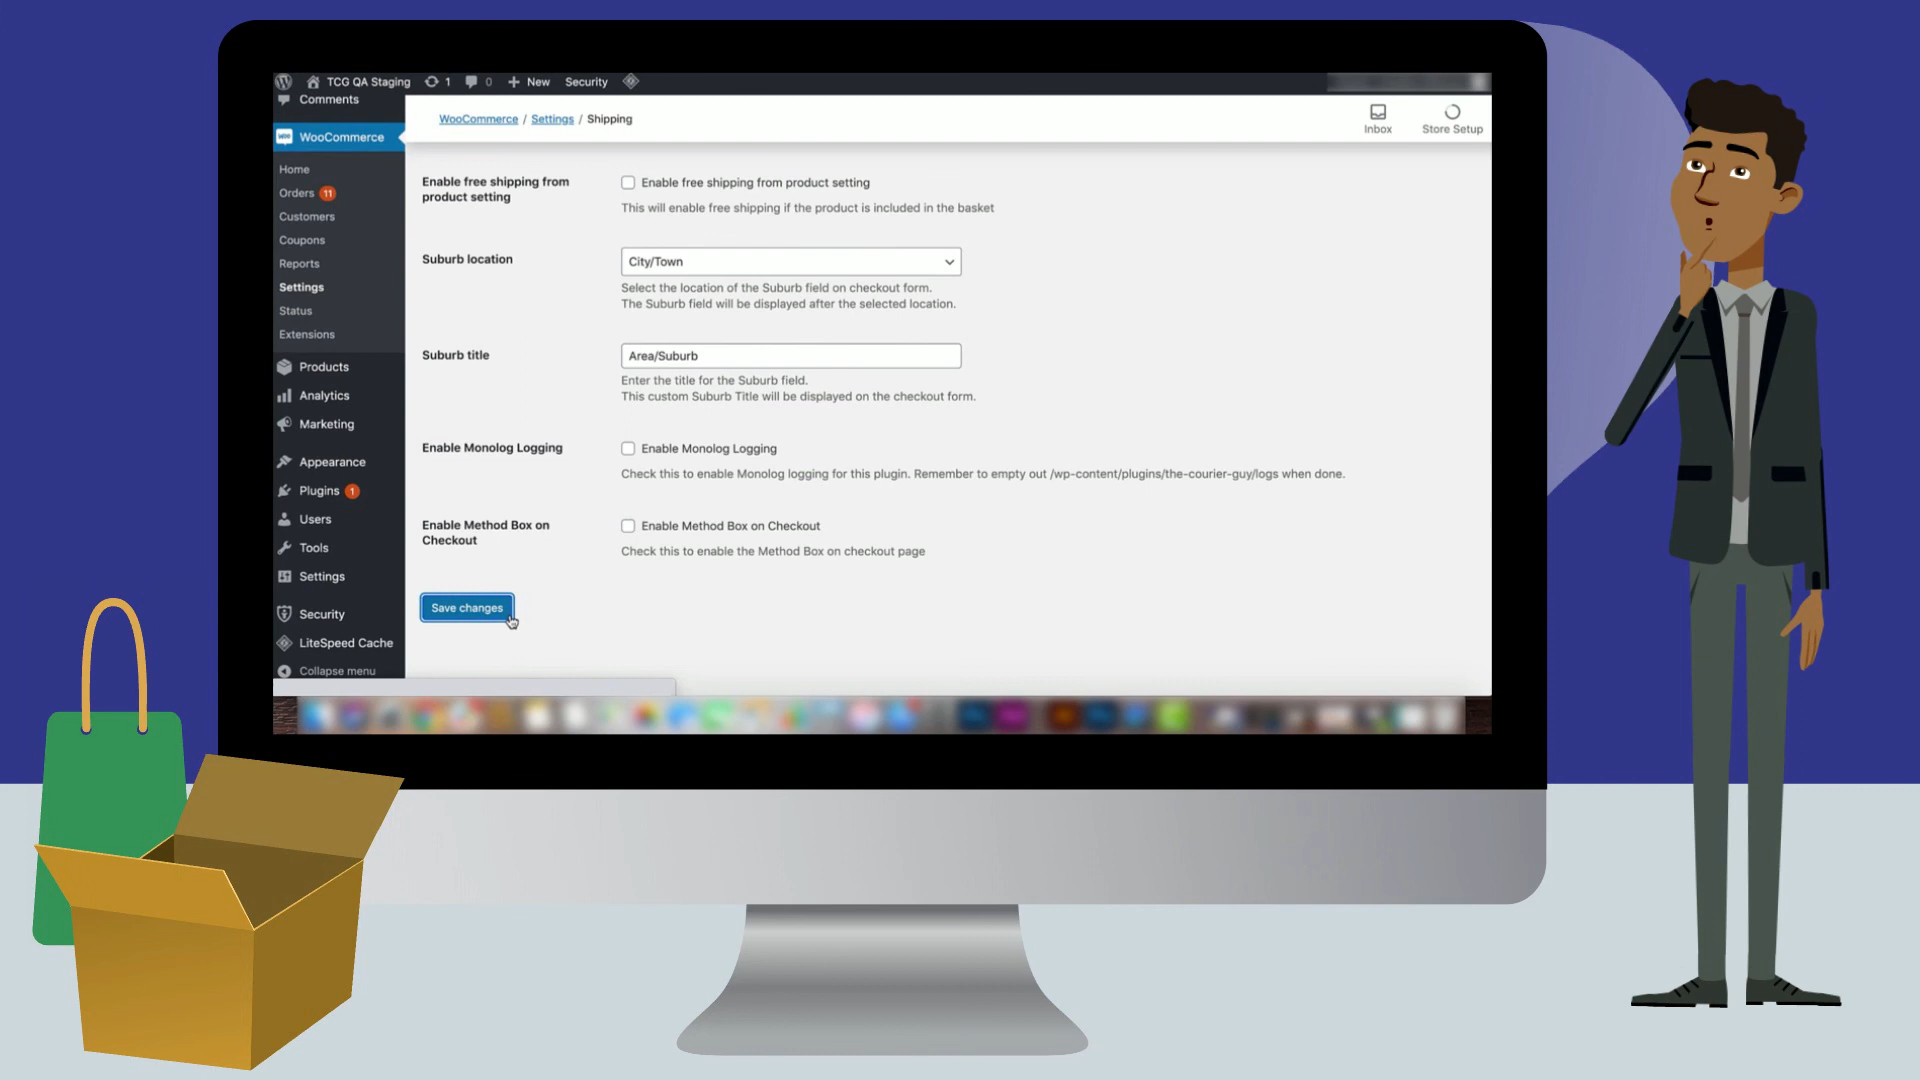 TCG QA Staging 1 0 New Security
Comments
WooCommerce
Home
Orders 11
Customers
Coupons
Reports
Settings
Status
Extensions
Products
Analytics
Marketing
Appearance
Plugins 1
Users
Tools
Settings
Security
LiteSpeed Cache
Collapse menu
WooCommerce / Settings / Shipping
Inbox
Store Setup
Enable free shipping from
product setting
Enable free shipping from product setting
This will enable free shipping if the product is included in the basket
Suburb location
City/Town
Select the location of the Suburb field on checkout form.
The Suburb field will be displayed after the selected location.
Suburb title
Area/Suburb
Enter the title for the Suburb field.
This custom Suburb Title will be displayed on the checkout form.
Enable Monolog Logging
Enable Monolog Logging
Check this to enable Monolog logging for this plugin. Remember to empty out /wp-content/plugins/the-courier-guy/logs when done.
Enable Method Box on
Checkout
Enable Method Box on Checkout
Check this to enable the Method Box on checkout page
Save changes